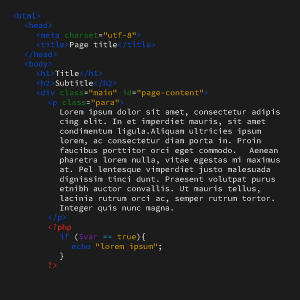 <html>
<head>
<meta charset="utf-8">
<title>Page title</title>
</head>
<body>
<h1>Title</h1>
<h2>Subtitle</h2>
<div class="main" id="page-content">
<p class="para">
Lorem ipsum dolor sit amet, consectetur adipis
cing elit. In et imperdiet mauris, sit amet
condimentum ligula.Aliquam ultricies ipsum
lorem, ac consectetur diam porta in. Proin
faucibus porttitor orci eget commodo. Aenean
pharetra lorem nulla, vitae egestas mi maximus
at. Pel lentesque vimperdiet justo malesuada
dignissim tinci dunt. Praesent volutpat purus
etnibh auctor convallis. Ut mauris tellus,
lacinia rutrum orci ac, semper rutrum tortor.
Integer quis nunc magna.
</p>
<?php
if ($var == true){
echo "lorem ipsum";
}
?>